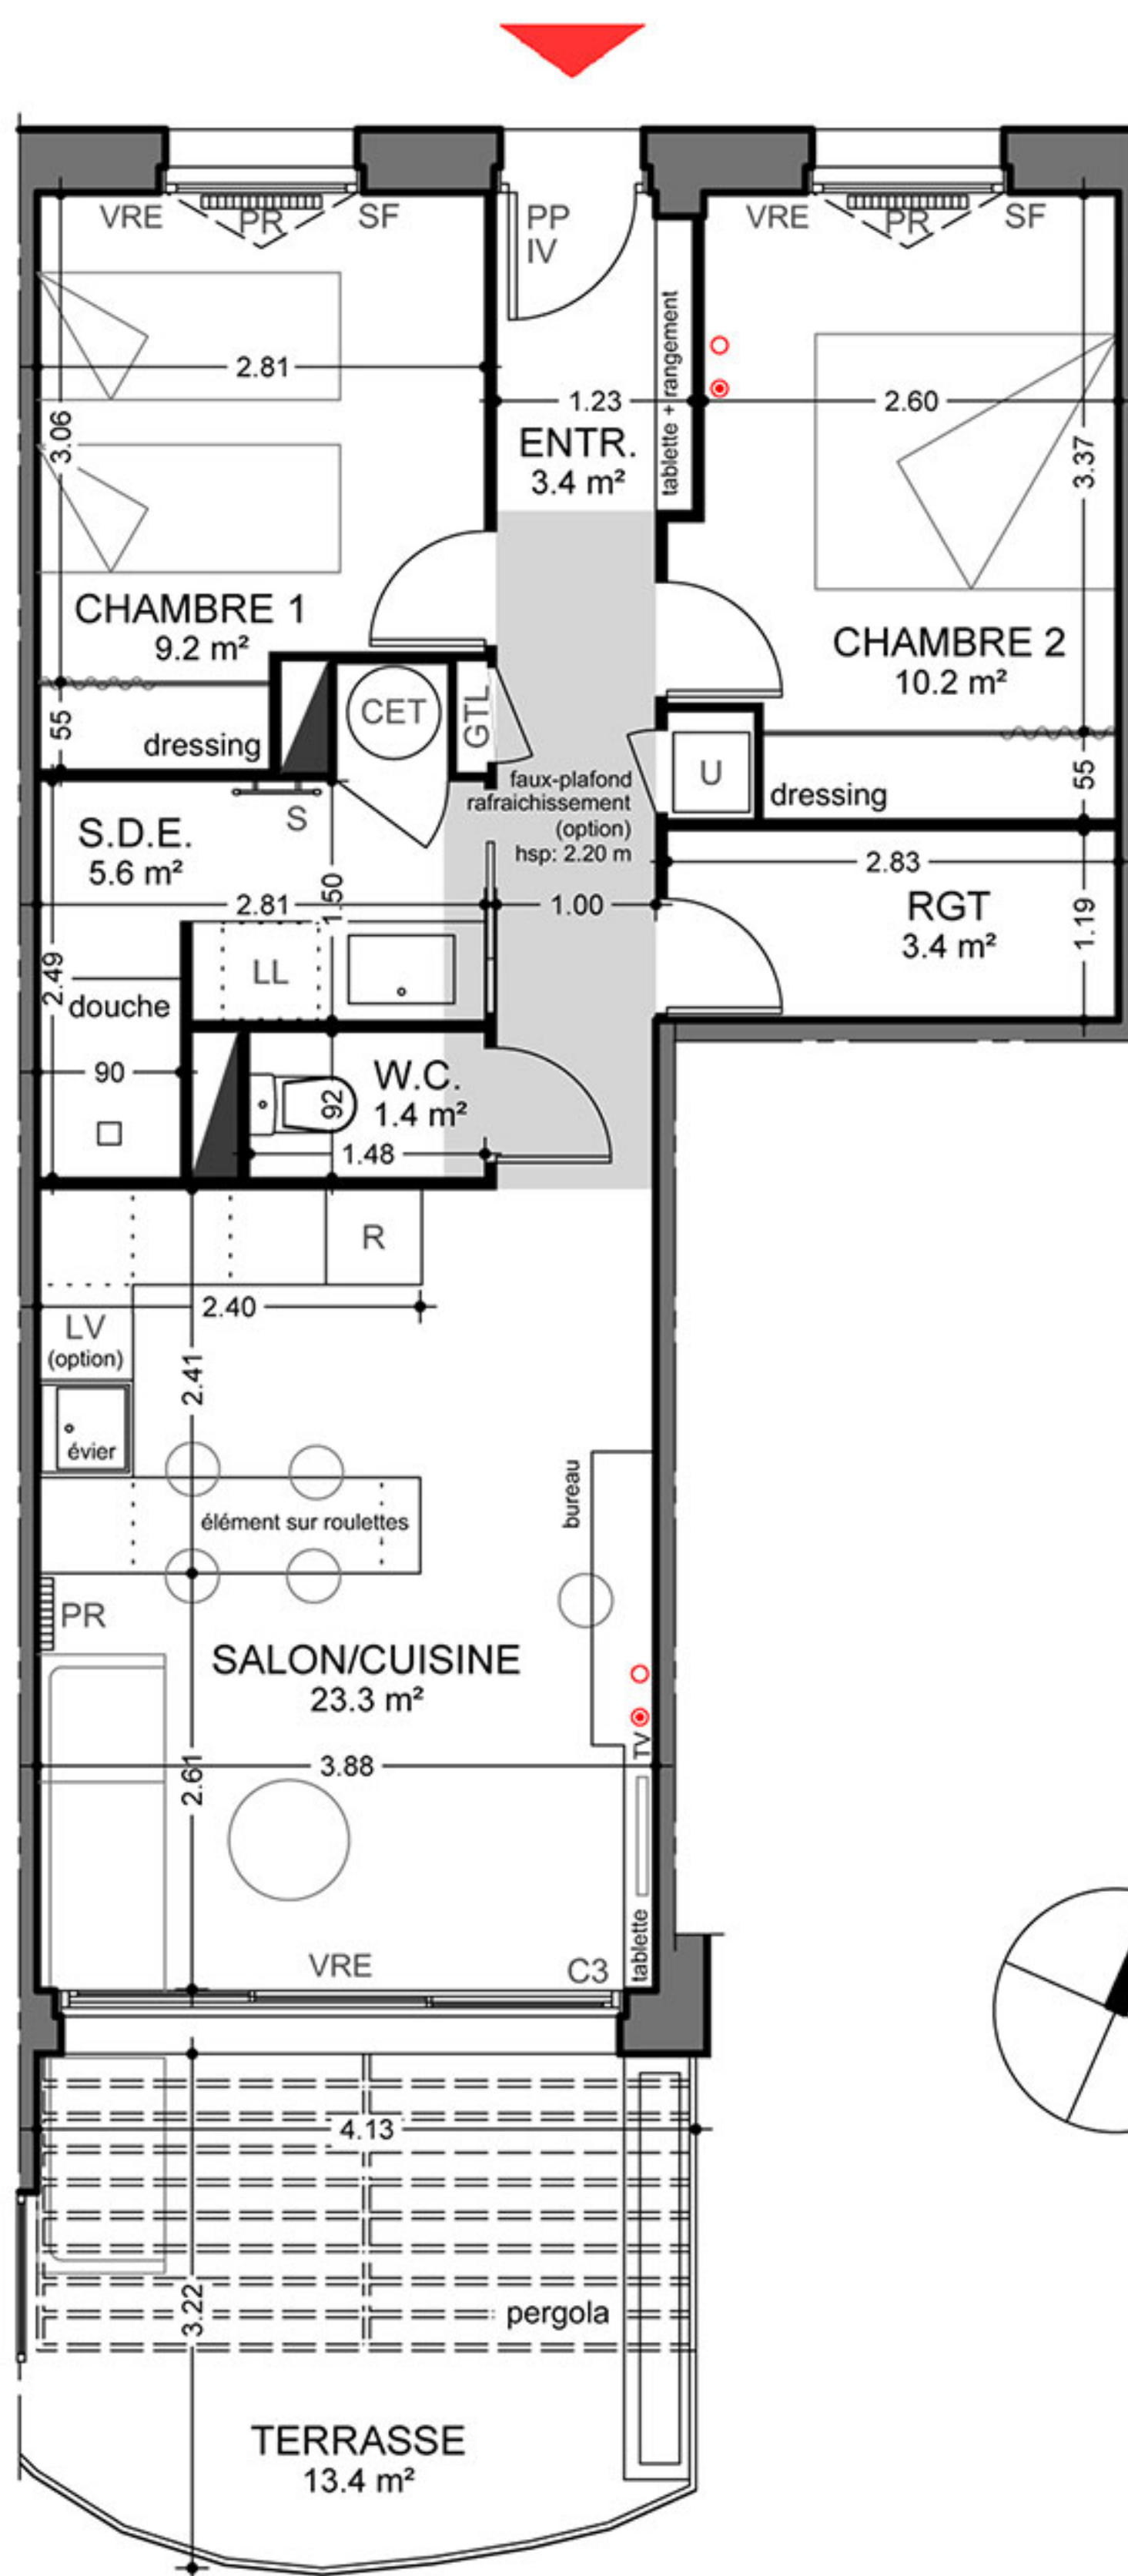 VRE
PR
SF
PP
IV
VRE
PR
SF
tablette + rangement
2.81
1.23
2.60
3.06
ENTR.
3.4 m²
3.37
CHAMBRE 1
9.2 m²
CHAMBRE 2
10.2 m²
55
dressing
CET
GTL
U
dressing
55
faux-plafond
rafraichissement
(option)
hsp: 2.20 m
S
S.D.E.
5.6 m²
2.83
2.81
1.50
1.00
RGT
3.4 m²
1.19
2.49
LL
douche
90
W.C.
1.4 m²
92
1.48
R
2.40
LV
(option)
2.41
évier
bureau
élément sur roulettes
PR
SALON/CUISINE
23.3 m²
TV
3.88
2.61
tablette
VRE
C3
4.13
3.22
pergola
TERRASSE
13.4 m²